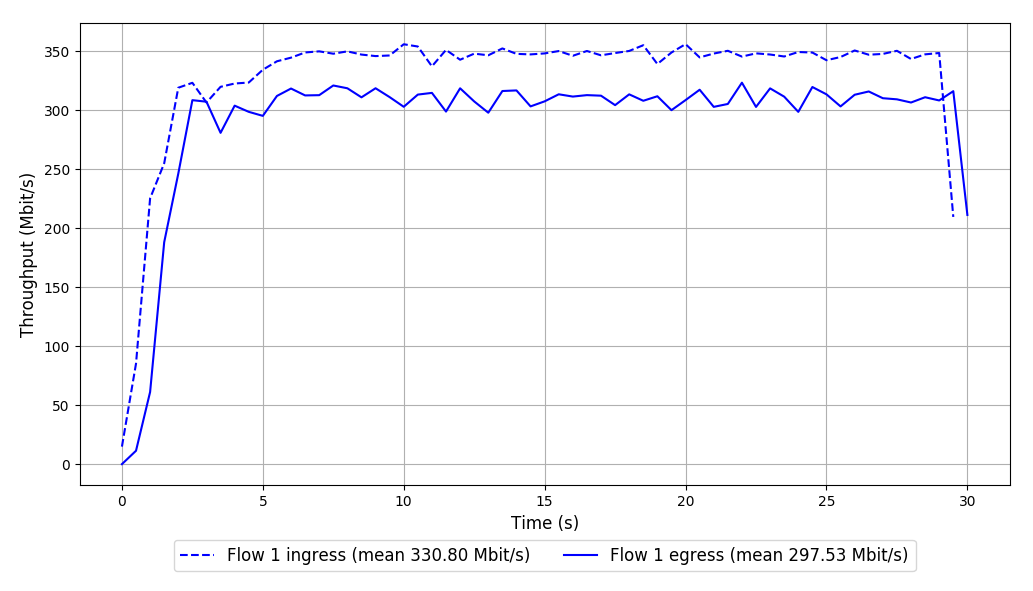 350
300
250
200
150
100
50
0
Throughput (Mbit/s)
0 5 10 15 20 25 30
Time (s)
Flow 1 ingress (mean 330.80 Mbit/s) Flow 1 egress (mean 297.53 Mbit/s)